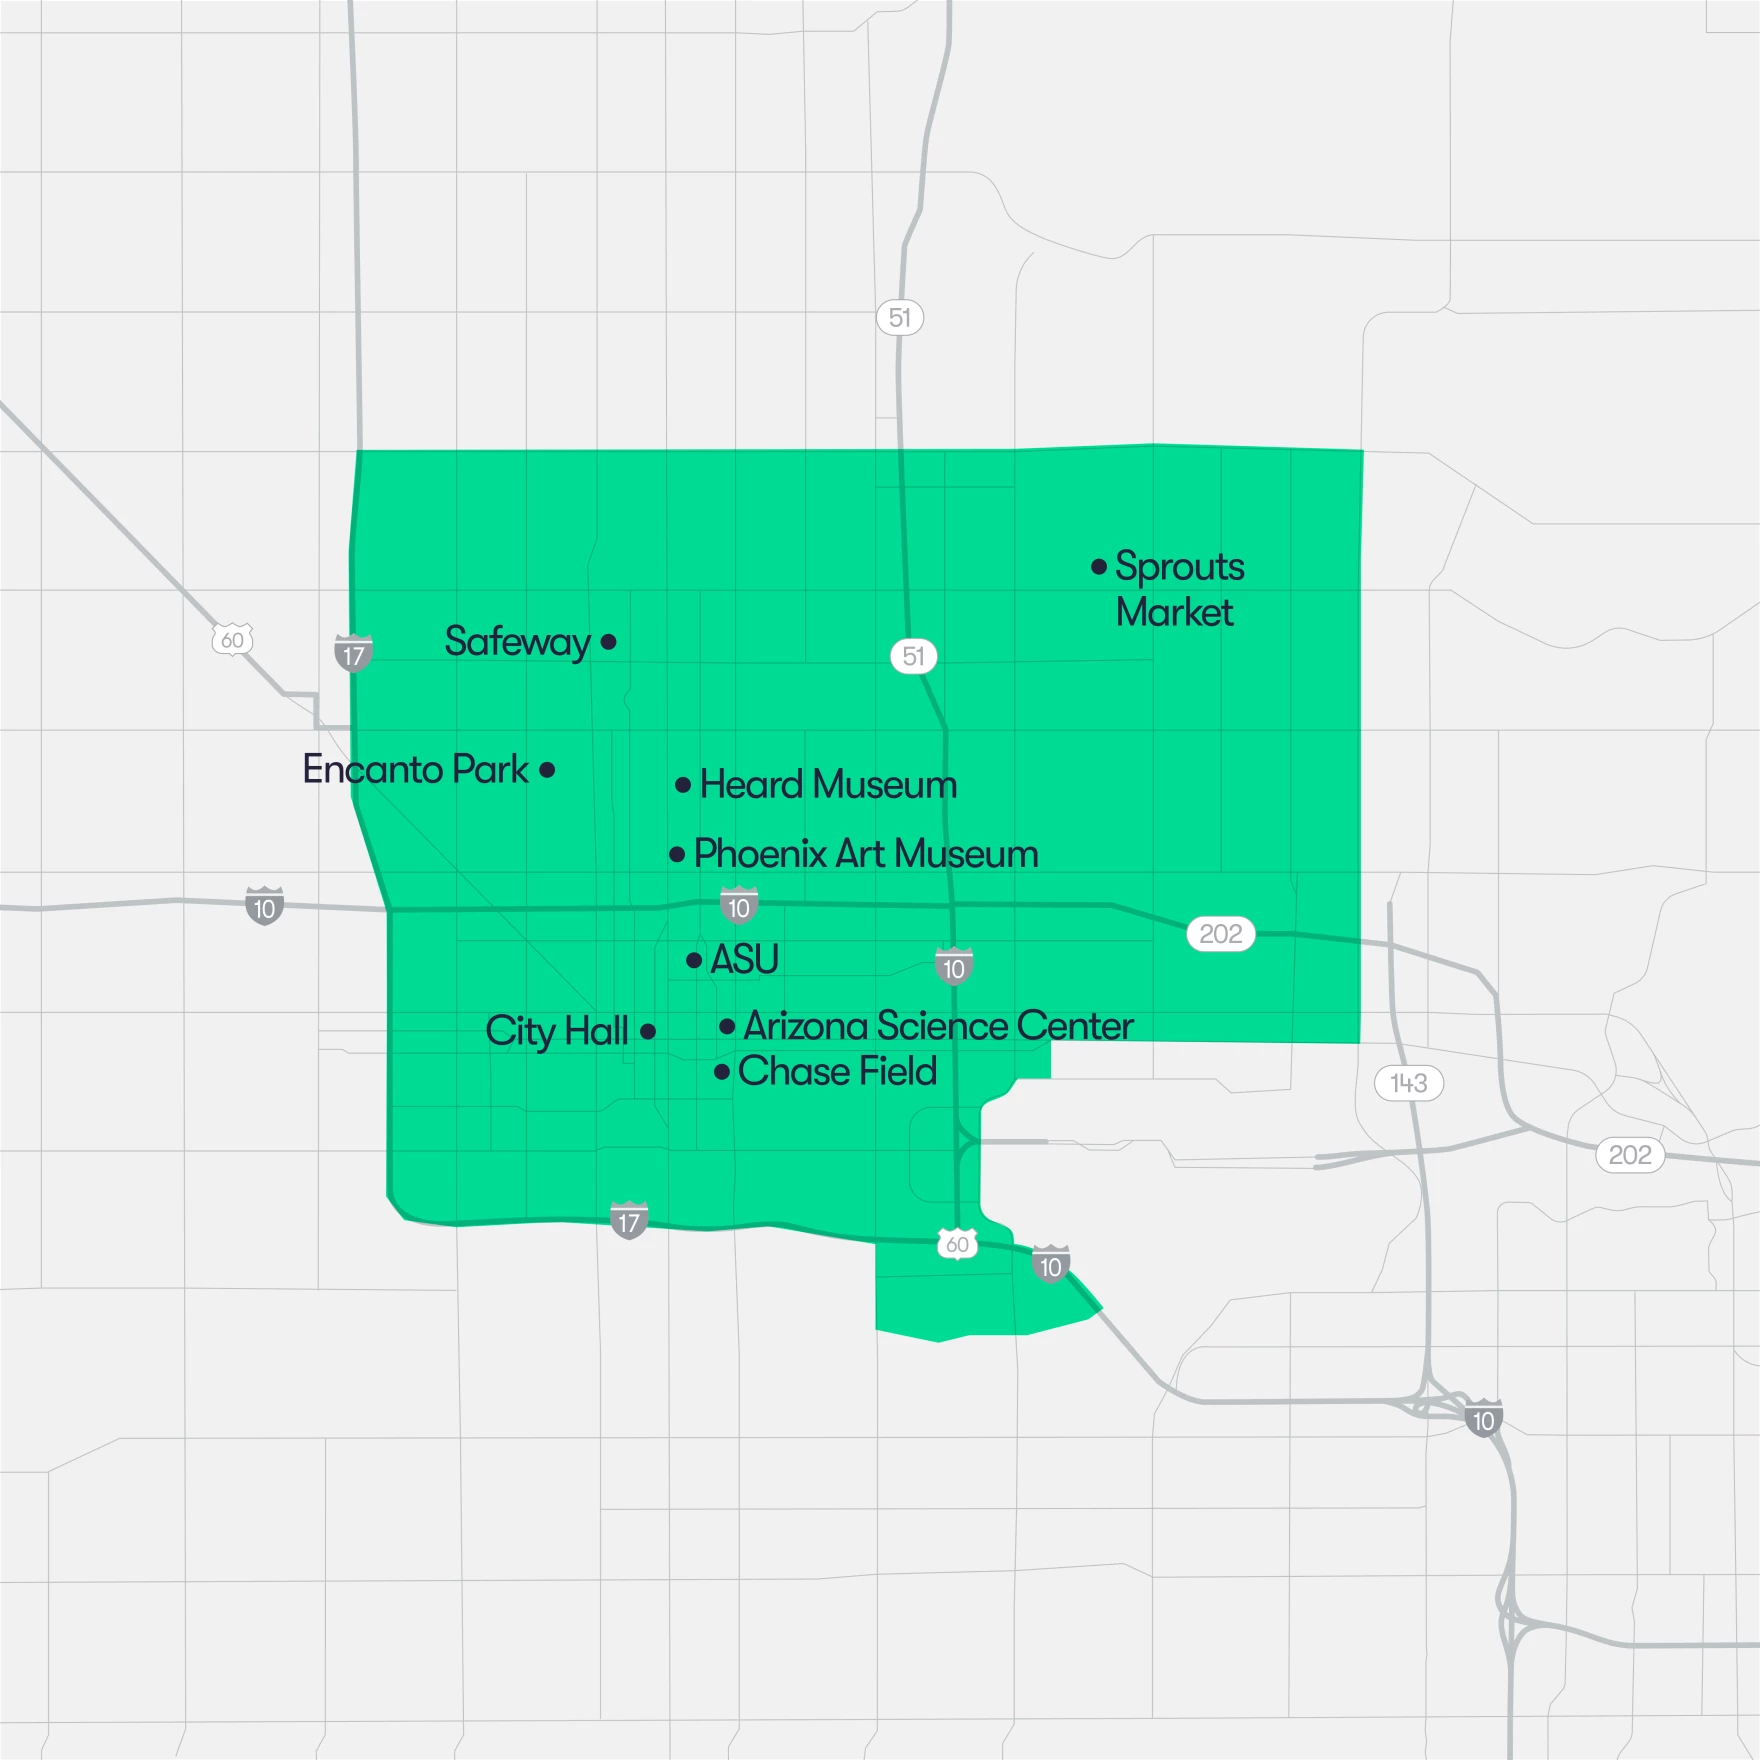 51
Sprouts
Market
60
17
Safeway
51
Encanto Park
Heard Museum
Phoenix Art Museum
10
10
202
ASU
10
City Hall
Arizona Science Center
Chase Field
143
202
17
60
10
10